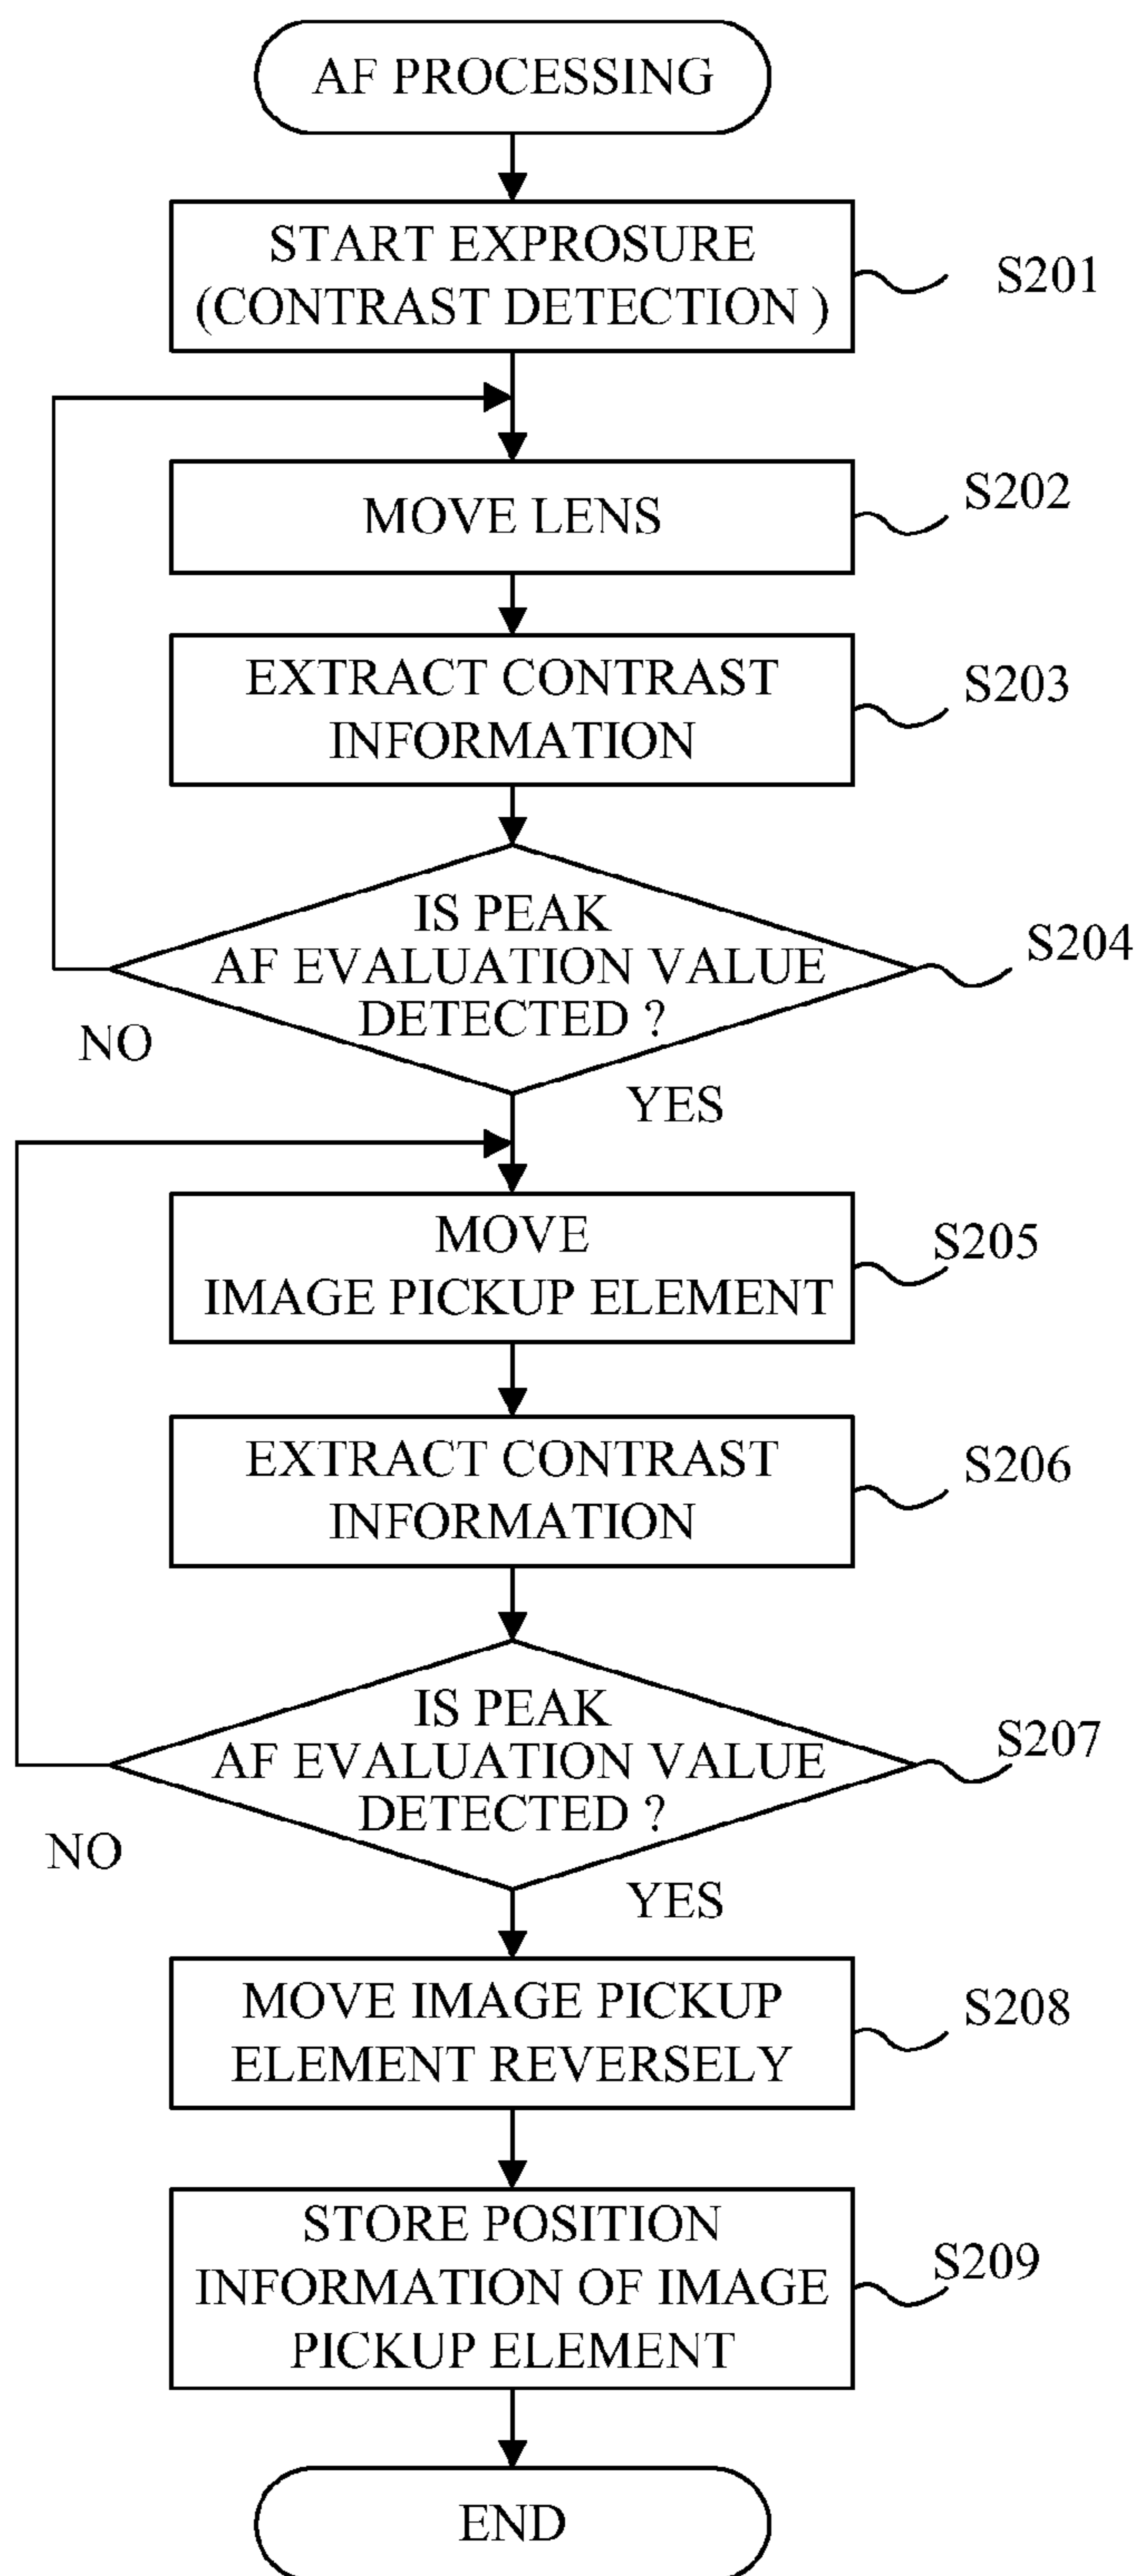 AF PROCESSING
START EXPROSURE
(CONTRAST DETECTION )
S201
MOVE LENS
S202
EXTRACT CONTRAST
INFORMATION
S203
IS PEAK
AF EVALUATION VALUE
DETECTED ?
S204
NO
YES
MOVE
IMAGE PICKUP ELEMENT
S205
EXTRACT CONTRAST
INFORMATION
S206
IS PEAK
AF EVALUATION VALUE
DETECTED ?
S207
NO
YES
MOVE IMAGE PICKUP
ELEMENT REVERSELY
S208
STORE POSITION
INFORMATION OF IMAGE
PICKUP ELEMENT
S209
END